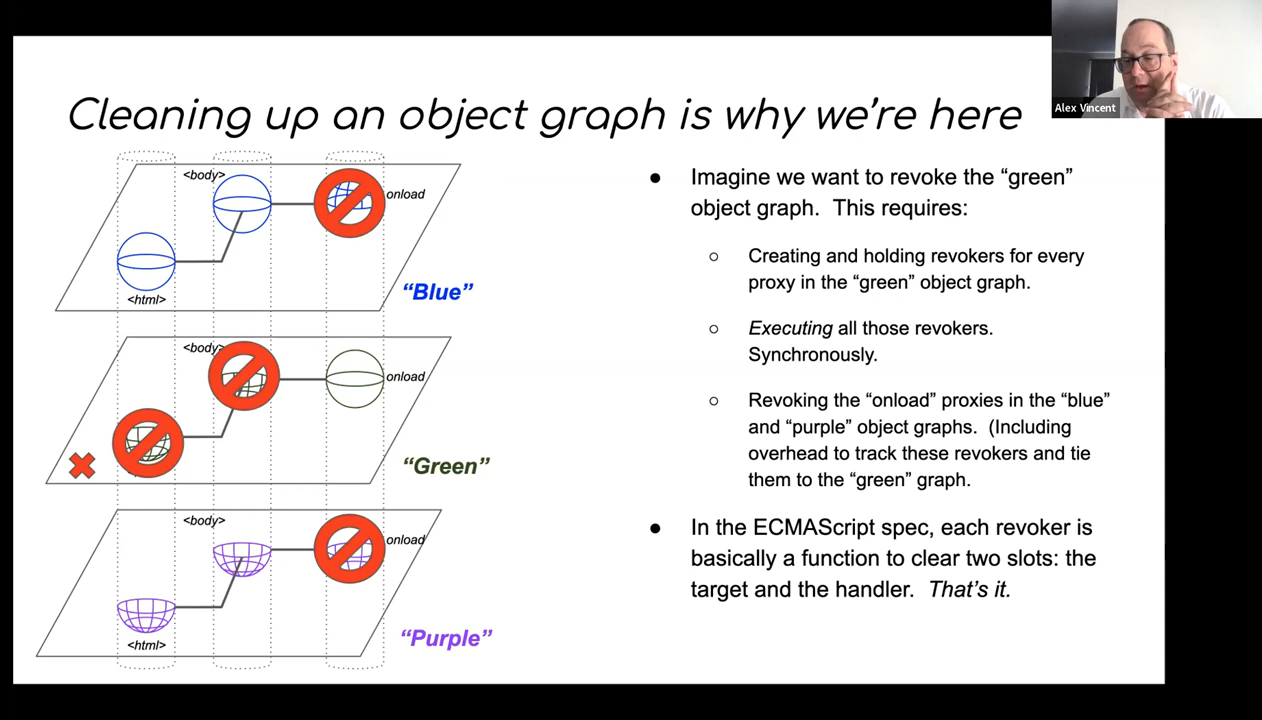 Alex Vincent
Cleaning up an object graph is why we're here
<body>
onload
<html>
“Blue”
<body>
onload
“Green”
<body>
onload
<html>
“Purple”
● Imagine we want to revoke the “green”
object graph.  This requires:
○ Creating and holding revokers for every
proxy in the “green” object graph.
○ Executing all those revokers.
Synchronously.
○ Revoking the “onload” proxies in the “blue”
and “purple” object graphs.  (Including
overhead to track these revokers and tie
them to the “green” graph.
● In the ECMAScript spec, each revoker is
basically a function to clear two slots: the
target and the handler.  That’s it.